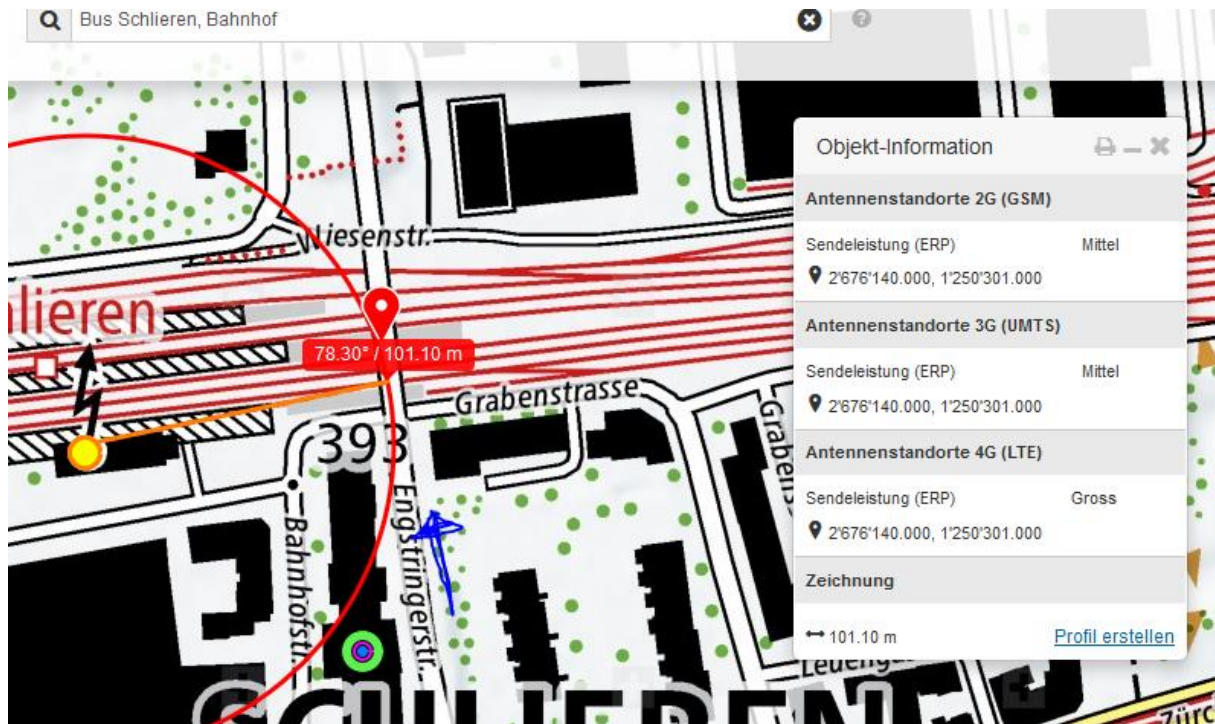 Bus Schlieren, Bahnhof
Objekt-Information
Antennenstandorte 2G (GSM)
Sendeleistung (ERP) Mittel
2'676'140.000, 1'250'301.000
Antennenstandorte 3G (UMTS)
Sendeleistung (ERP) Mittel
2'676'140.000, 1'250'301.000
Antennenstandorte 4G (LTE)
Sendeleistung (ERP) Gross
2'676'140.000, 1'250'301.000
Zeichnung
101.10 m Profil erstellen
Wiesenstr.
lieren
78.30° / 101.10 m
Grabenstrasse
393
Engstringerstr.
Bahnhofstr.
SCHLIEREN
Zürc